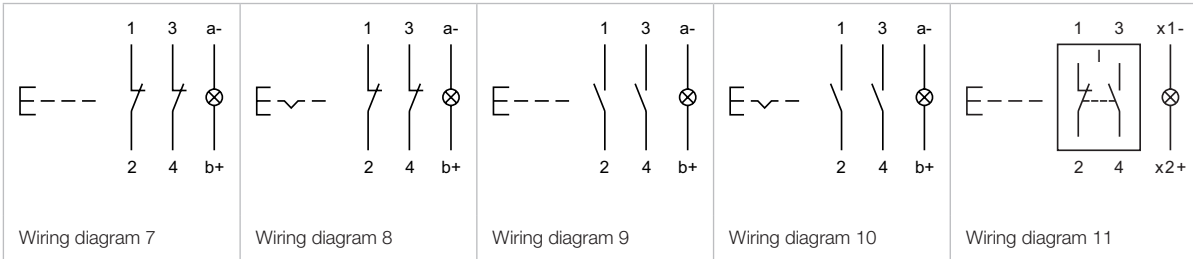 1 3 a- 1 3 a- 1 3 a- 1 3 a- 1 3 x1-
2 4 b+ 2 4 b+ 2 4 b+ 2 4 b+ 2 4 x2+
Wiring diagram 7 Wiring diagram 8 Wiring diagram 9 Wiring diagram 10 Wiring diagram 11